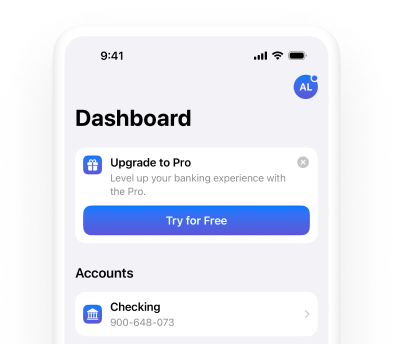 9:41
AL
Dashboard
Upgrade to Pro
Level up your banking experience with
the Pro.
Try for Free
Accounts
Checking
900-648-073